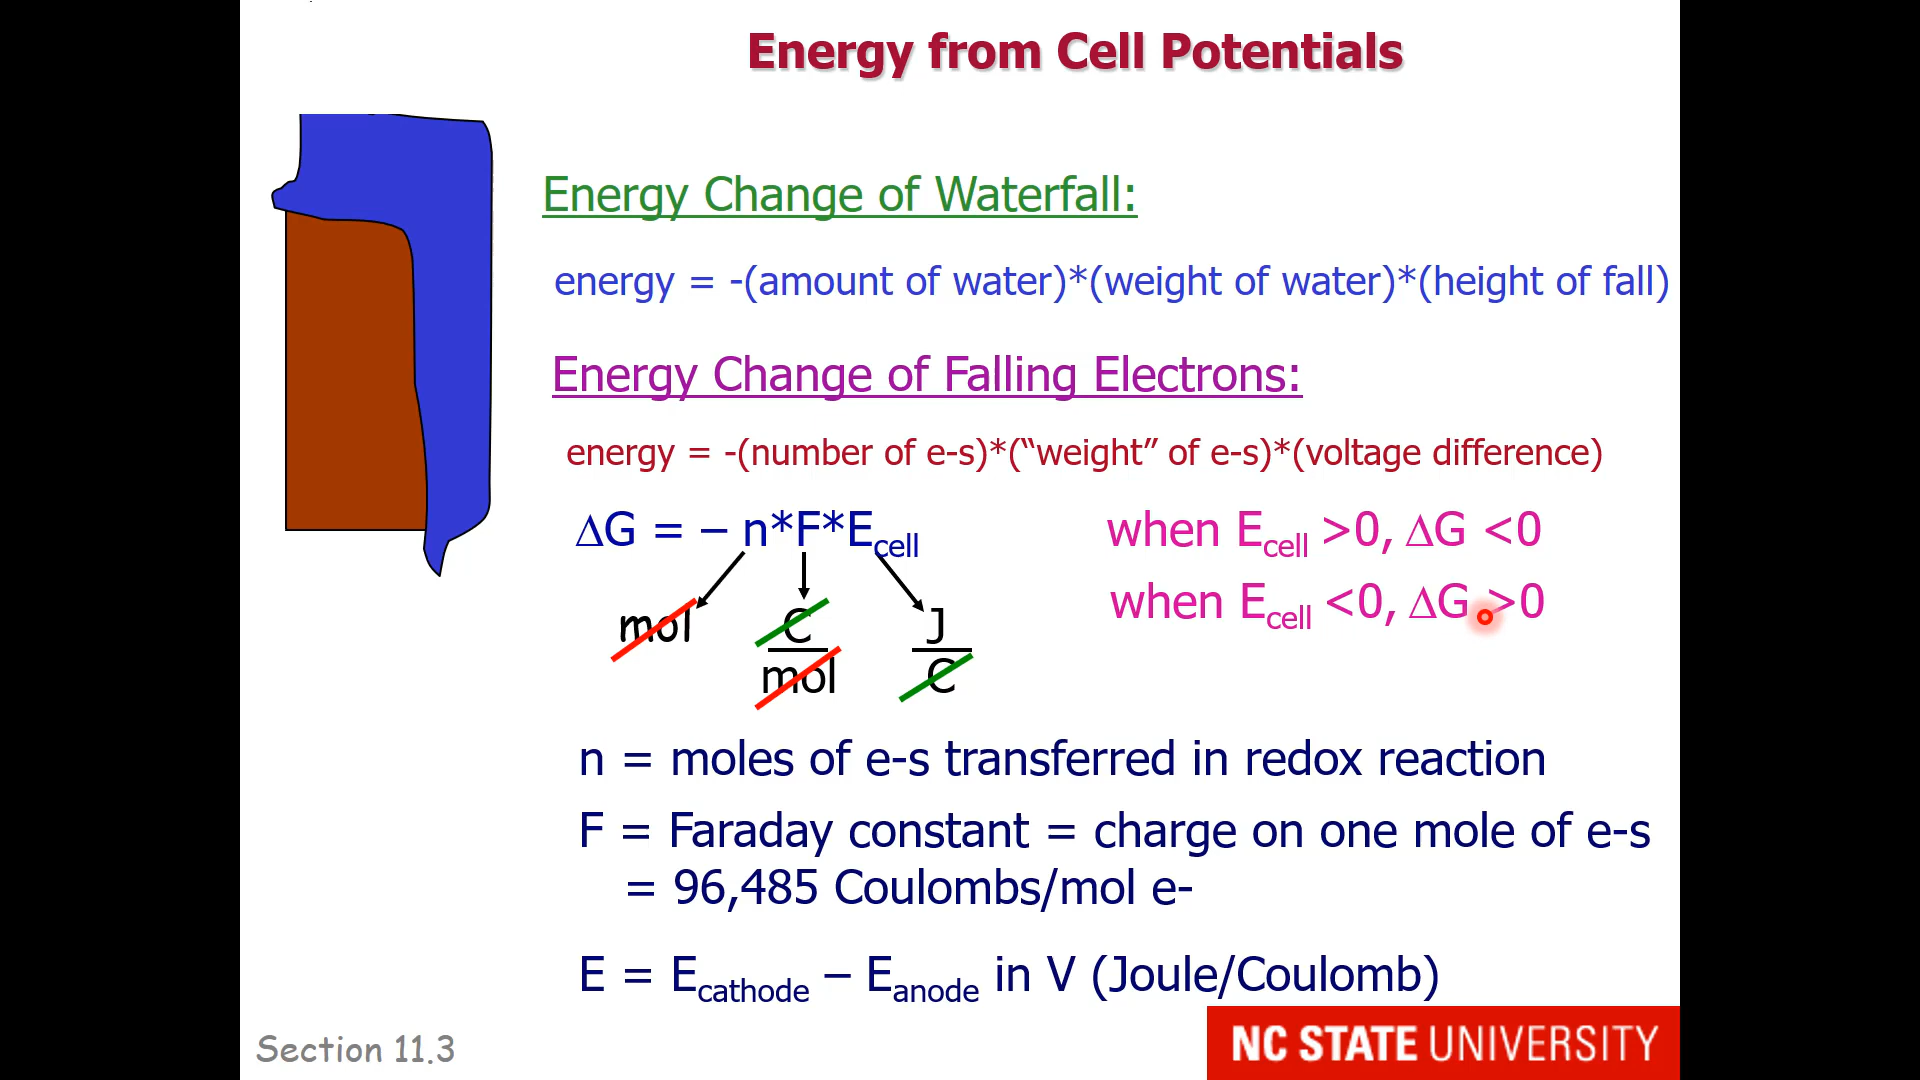 Energy from Cell Potentials
Energy Change of Waterfall:
energy = -(amount of water)*(weight of water)*(height of fall)
Energy Change of Falling Electrons:
energy = -(number of e-s)*(“weight” of e-s)*(voltage difference)
ΔG = – n*F*Ecell
when Ecell >0, ΔG <0
when Ecell <0, ΔG >0
mol
C
mol
J
C
n = moles of e-s transferred in redox reaction
F = Faraday constant = charge on one mole of e-s
= 96,485 Coulombs/mol e-
E = Ecathode – Eanode in V (Joule/Coulomb)
Section 11.3
NC STATE UNIVERSITY